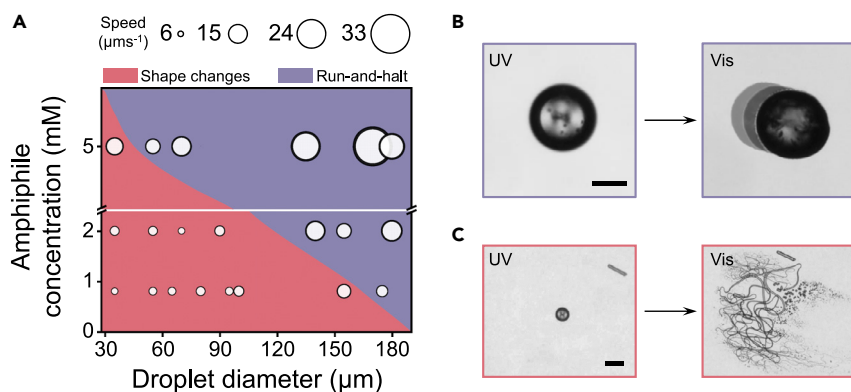 A
Speed
(µms⁻¹)
6 15 24 33
Shape changes Run-and-halt
Amphiphile
concentration (mM)
5
2
1
0
30 60 90 120 150 180
Droplet diameter (µm)
B
UV
Vis
C
UV
Vis